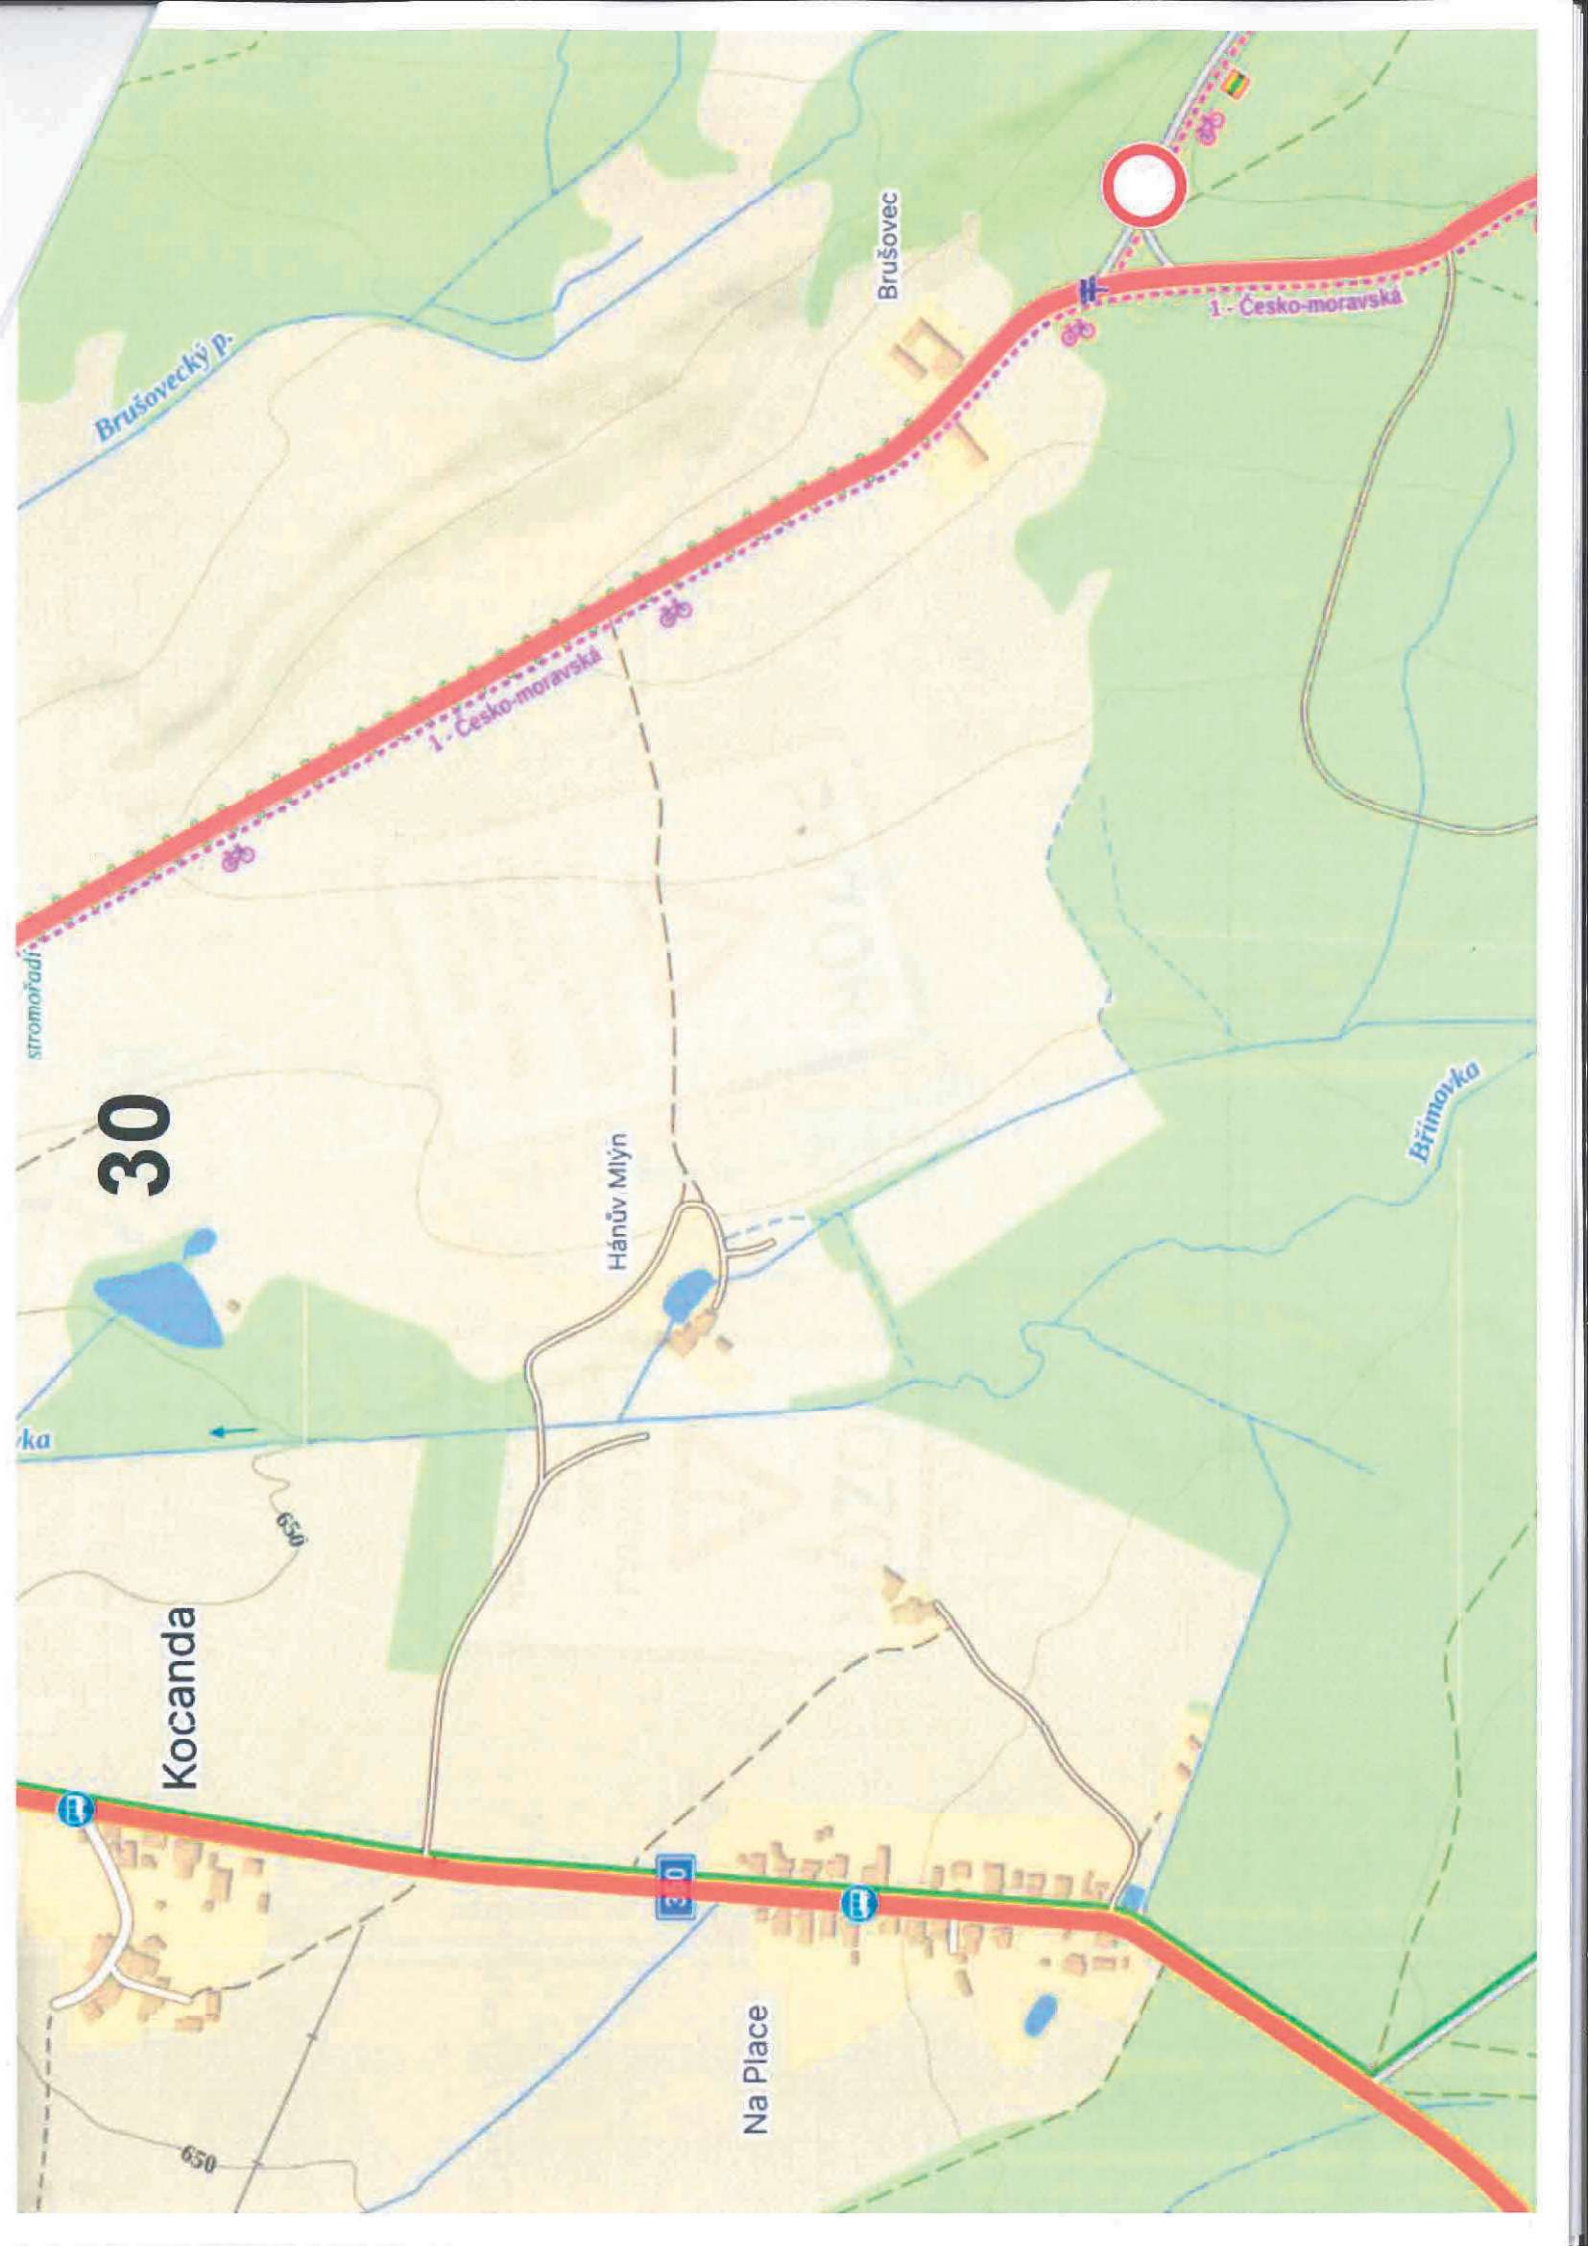 30
stromořadí
Brušovecký p.
1 - Česko-moravská
Brušovec
1 - Česko-moravská
vka
650
Hánův Mlýn
Břímovka
Kocanda
650
350
Na Place